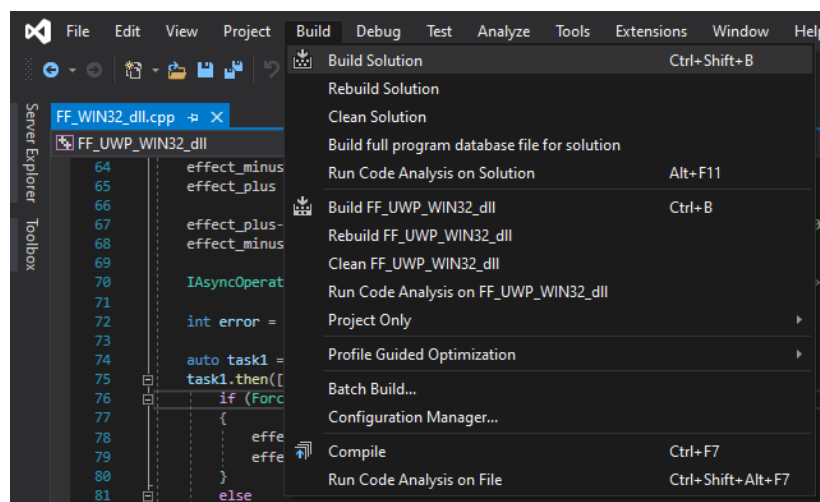 File Edit View Project Build Debug Test Analyze Tools Extensions Window Help
Build Solution Ctrl+Shift+B
Rebuild Solution
Clean Solution
Build full program database file for solution
Run Code Analysis on Solution Alt+F11
Build FF_UWP_WIN32_dll Ctrl+B
Rebuild FF_UWP_WIN32_dll
Clean FF_UWP_WIN32_dll
Run Code Analysis on FF_UWP_WIN32_dll
Project Only
Profile Guided Optimization
Batch Build...
Configuration Manager...
Compile Ctrl+F7
Run Code Analysis on File Ctrl+Shift+Alt+F7
Server Explorer
Toolbox
FF_WIN32_dll.cpp
FF_UWP_WIN32_dll
64 effect_minus
65 effect_plus
66
67 effect_plus-
68 effect_minus
69
70 IAsyncOperat
71
72 int error =
73
74 auto task1 =
75 task1.then([
76 if (Forc
77 {
78 effe
79 effe
80 }
81 else